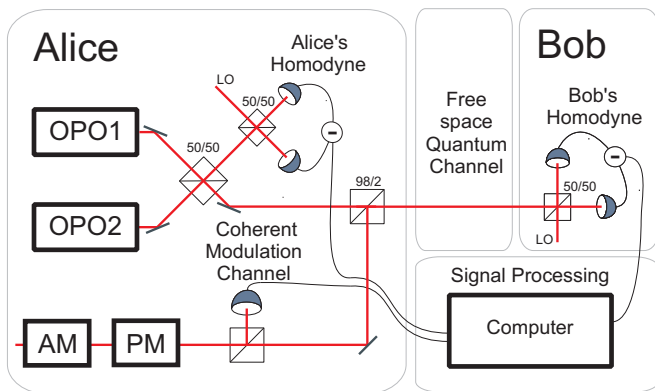 Alice
Alice's
Homodyne
LO
50/50
OPO1
50/50
OPO2
Coherent
Modulation
Channel
98/2
AM
PM
Free
space
Quantum
Channel
Bob
Bob's
Homodyne
50/50
LO
Signal Processing
Computer